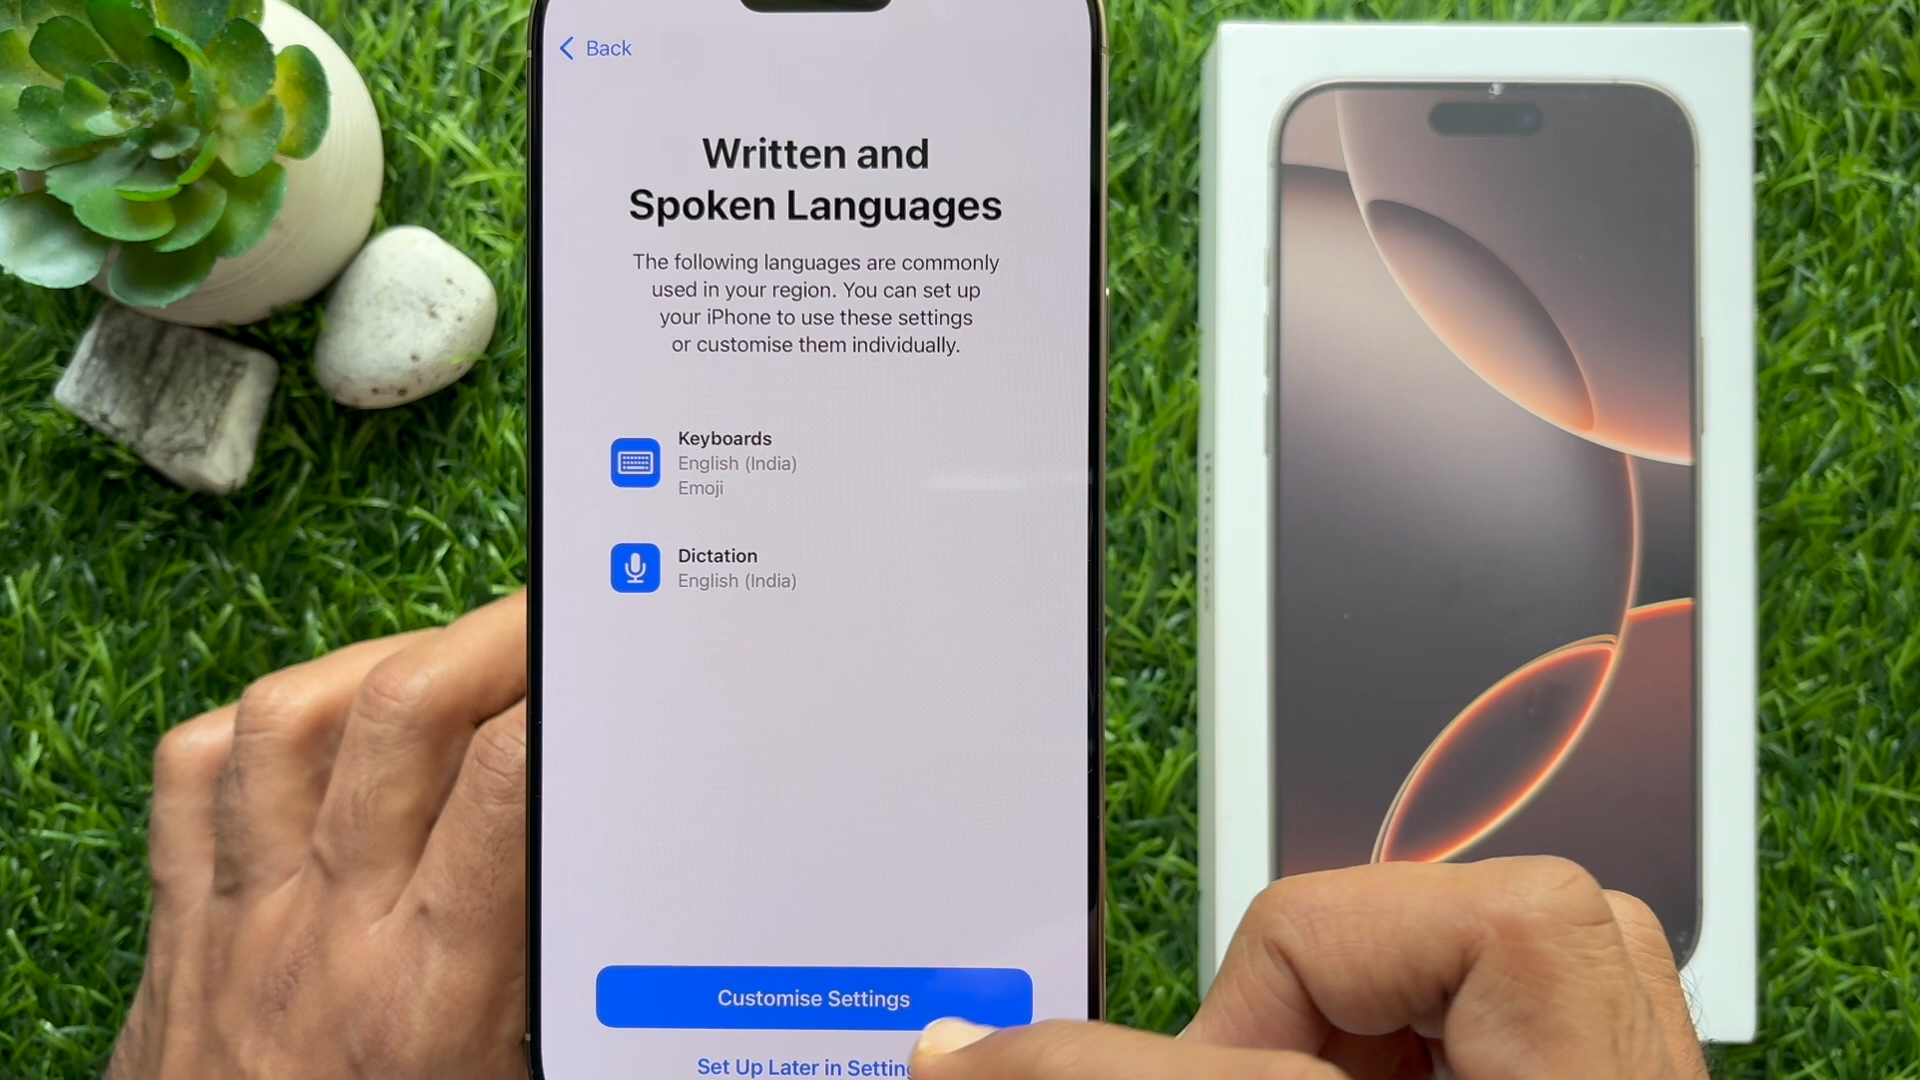 Back
Written and
Spoken Languages
The following languages are commonly
used in your region. You can set up
your iPhone to use these settings
or customise them individually.
Keyboards
English (India)
Emoji
Dictation
English (India)
Customise Settings
Set Up Later in